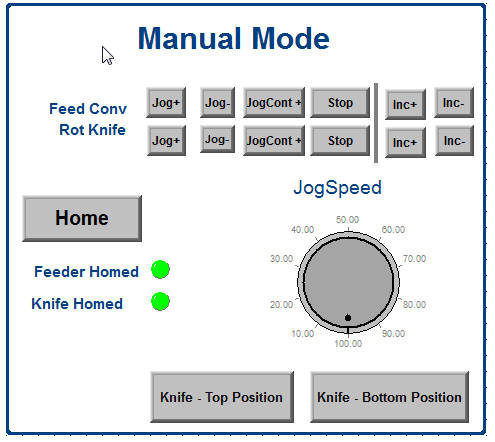 Manual Mode
Feed Conv
Jog+ Jog- JogCont + Stop Inc+ Inc-
Rot Knife
Jog+ Jog- JogCont + Stop Inc+ Inc-
JogSpeed
Home
50.00
40.00 60.00
30.00 70.00
20.00 80.00
10.00 90.00
100.00
Feeder Homed
Knife Homed
Knife - Top Position Knife - Bottom Position